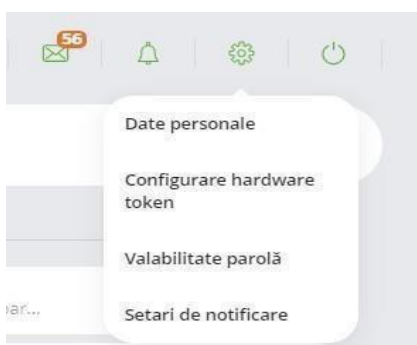 56
Date personale
Configurare hardware
token
Valabilitate parolă
Setari de notificare